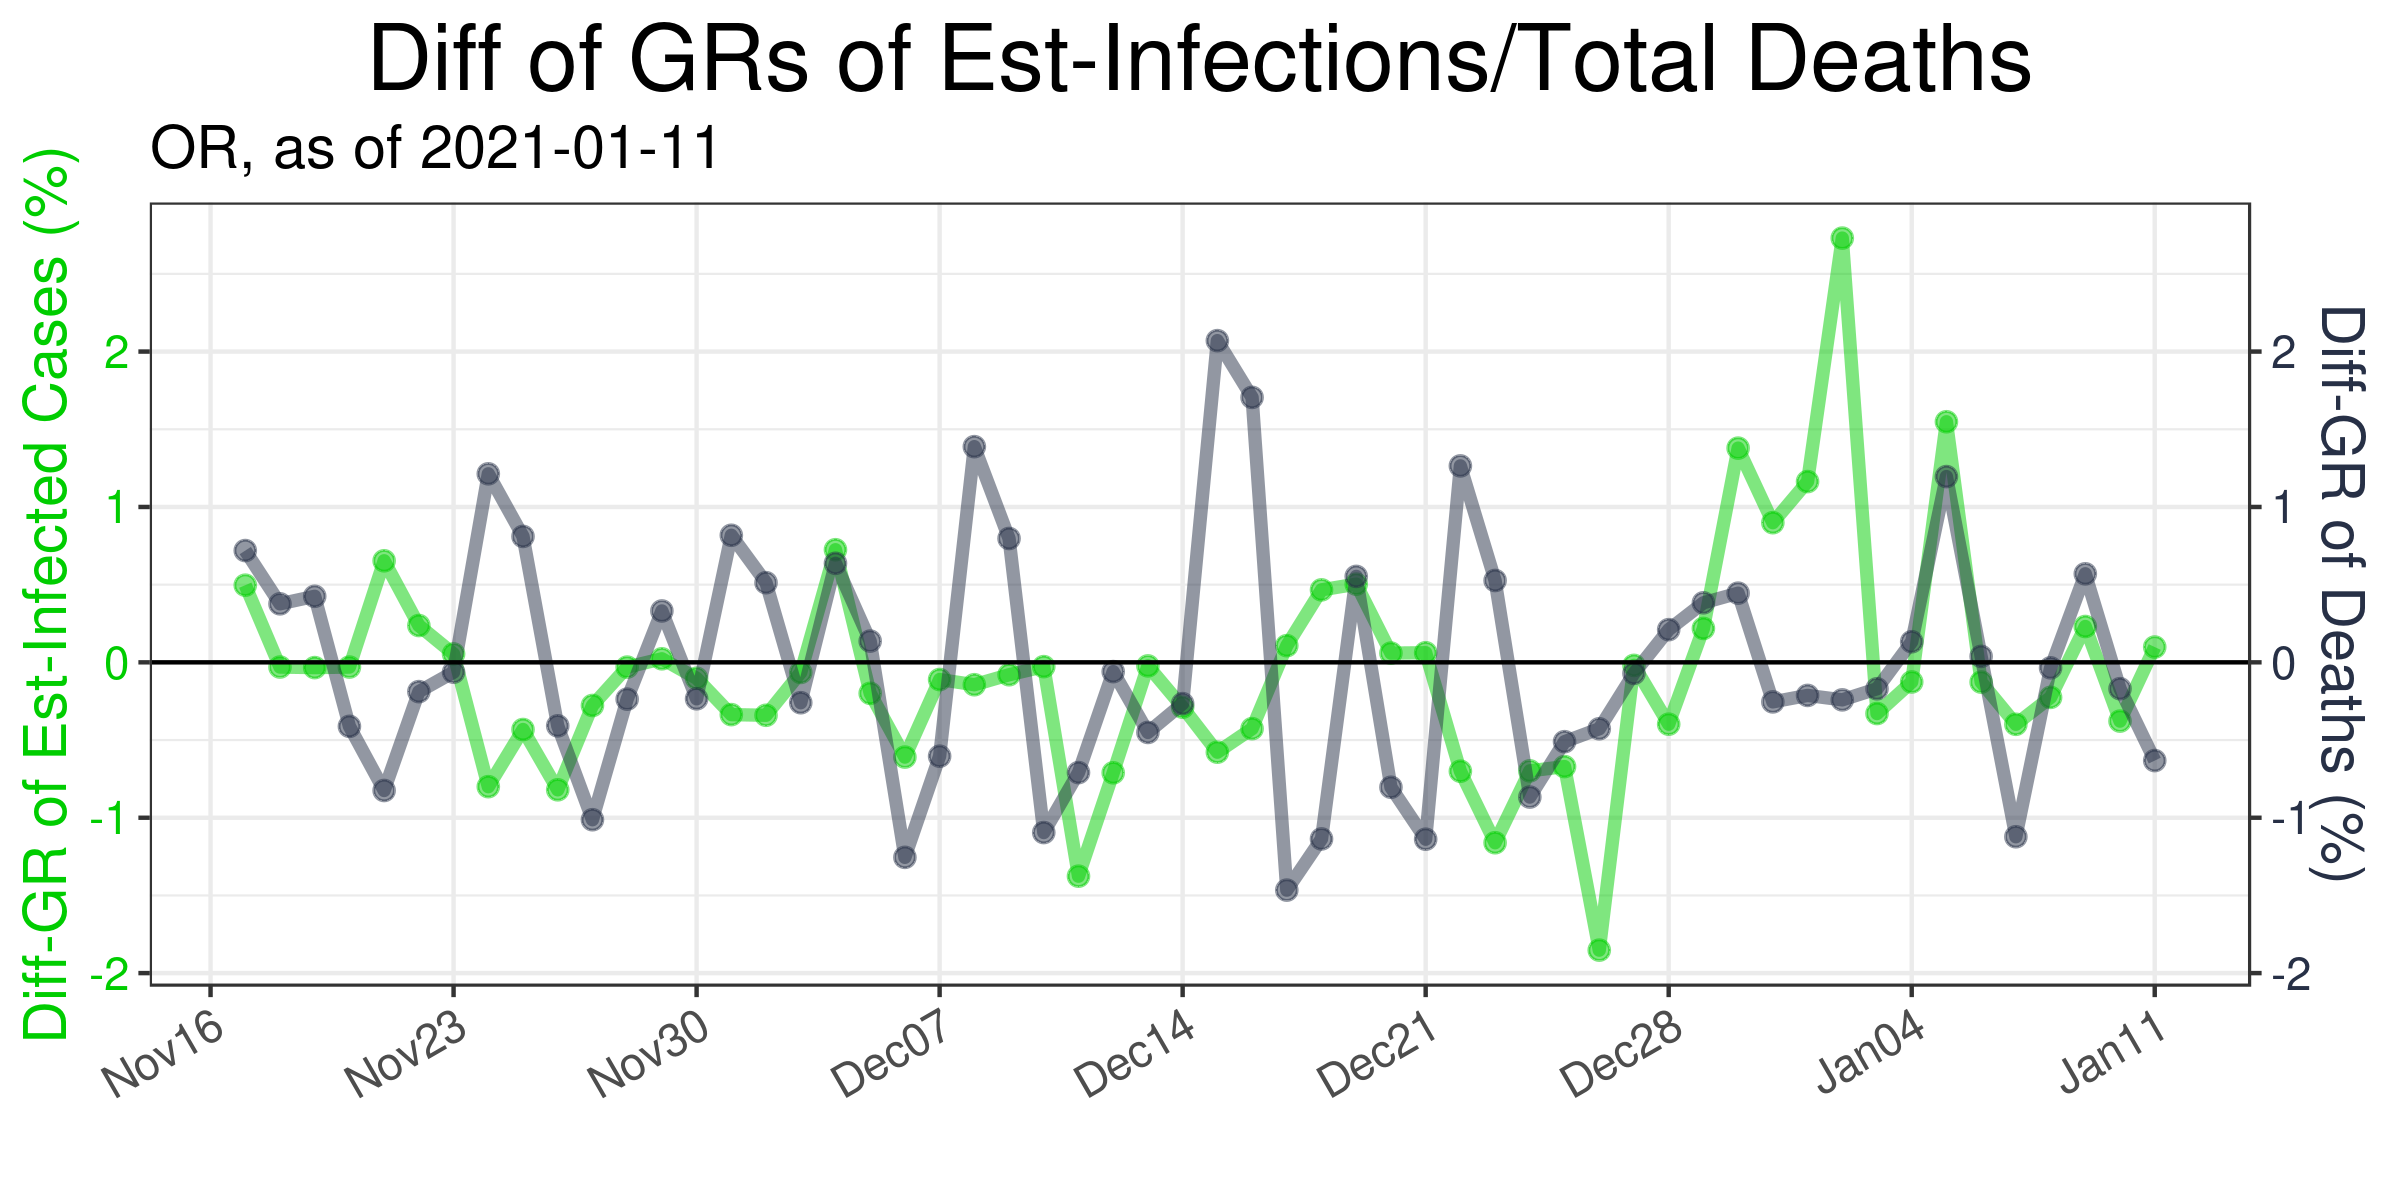 Diff of GRs of Est-Infections/Total Deaths
OR, as of 2021-01-11
Diff-GR of Est-Infected Cases (%)
2
1
0
-1
-2
2
1
0
-1
-2
Diff-GR of Deaths (%)
Nov16
Nov23
Nov30
Dec07
Dec14
Dec21
Dec28
Jan04
Jan11